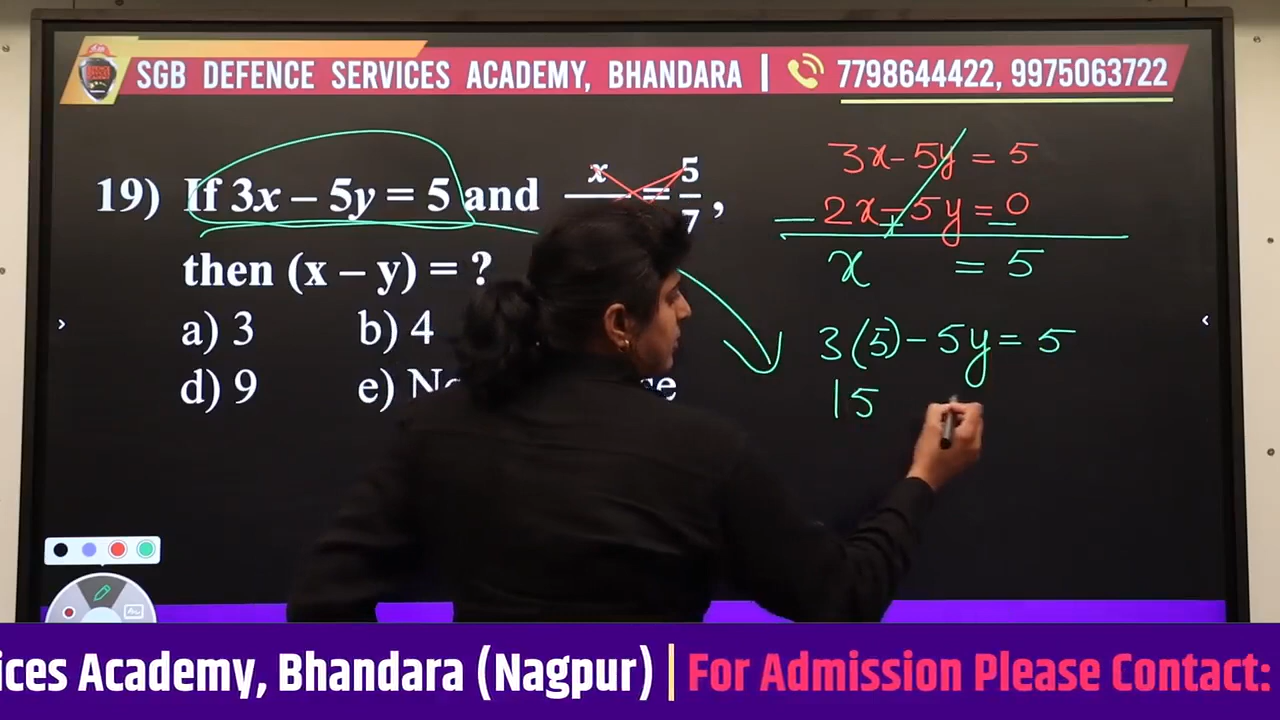 SGB DEFENCE SERVICES ACADEMY, BHANDARA | 7798644422, 9975063722
19) If 3x – 5y = 5 and x = 5/7 ,
then (x – y) = ?
a) 3 b) 4
d) 9 e)
3x - 5y = 5
2x - 5y = 0
x = 5
3(5) - 5y = 5
15
ices Academy, Bhandara (Nagpur) | For Admission Please Contact: